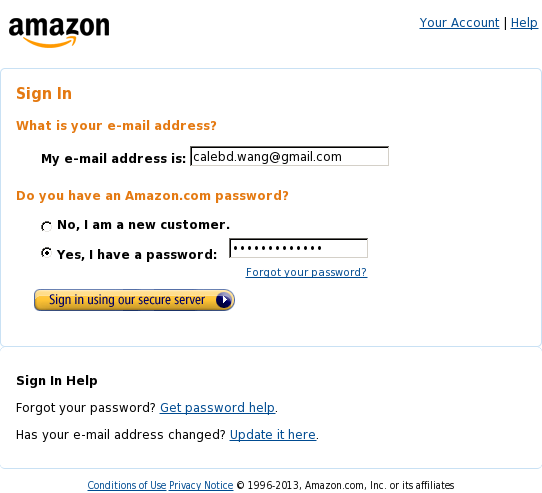 amazon
Your Account | Help
Sign In
What is your e-mail address?
My e-mail address is: calebd.wang@gmail.com
Do you have an Amazon.com password?
No, I am a new customer.
Yes, I have a password: •••••••••••••
Forgot your password?
Sign in using our secure server
Sign In Help
Forgot your password? Get password help.
Has your e-mail address changed? Update it here.
Conditions of Use Privacy Notice © 1996-2013, Amazon.com, Inc. or its affiliates